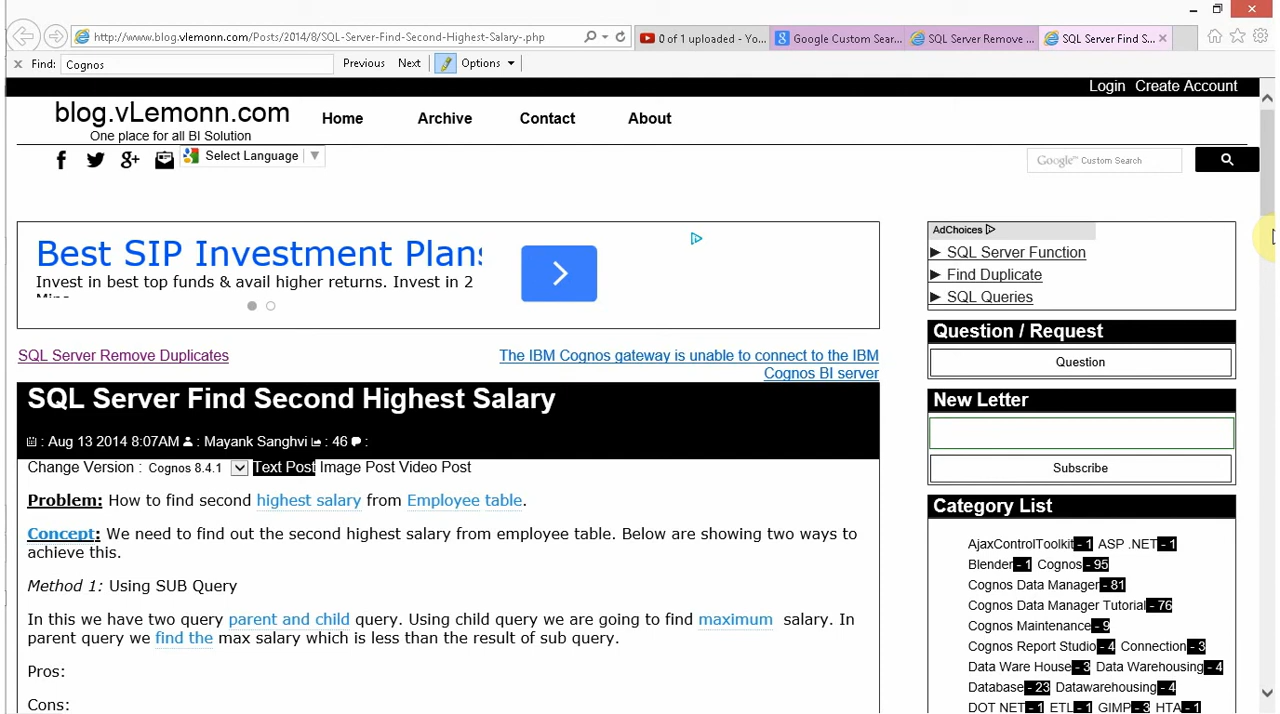 http://www.blog.vlemonn.com/Posts/2014/8/SQL-Server-Find-Second-Highest-Salary-.php
0 of 1 uploaded - Yo...
Google Custom Sear...
SQL Server Remove ...
SQL Server Find S...
Find: Cognos
Previous Next Options
Login Create Account
blog.vLemonn.com
One place for all BI Solution
Home Archive Contact About
Select Language
Google™ Custom Search
Best SIP Investment Plans
Invest in best top funds & avail higher returns. Invest in 2
AdChoices
SQL Server Function
Find Duplicate
SQL Queries
Question / Request
Question
SQL Server Remove Duplicates
The IBM Cognos gateway is unable to connect to the IBM
Cognos BI server
SQL Server Find Second Highest Salary
: Aug 13 2014 8:07AM : Mayank Sanghvi : 46 :
Change Version : Cognos 8.4.1 Text Post Image Post Video Post
Problem: How to find second highest salary from Employee table.
Concept: We need to find out the second highest salary from employee table. Below are showing two ways to
achieve this.
Method 1: Using SUB Query
In this we have two query parent and child query. Using child query we are going to find maximum salary. In
parent query we find the max salary which is less than the result of sub query.
Pros:
Cons:
New Letter
Subscribe
Category List
AjaxControlToolkit - 1 ASP .NET - 1
Blender - 1 Cognos - 95
Cognos Data Manager - 81
Cognos Data Manager Tutorial - 76
Cognos Maintenance - 9
Cognos Report Studio - 4 Connection - 3
Data Ware House - 3 Data Warehousing - 4
Database - 23 Datawarehousing - 4
DOT NET - 1 ETL - 1 GIMP - 3 HTA - 1